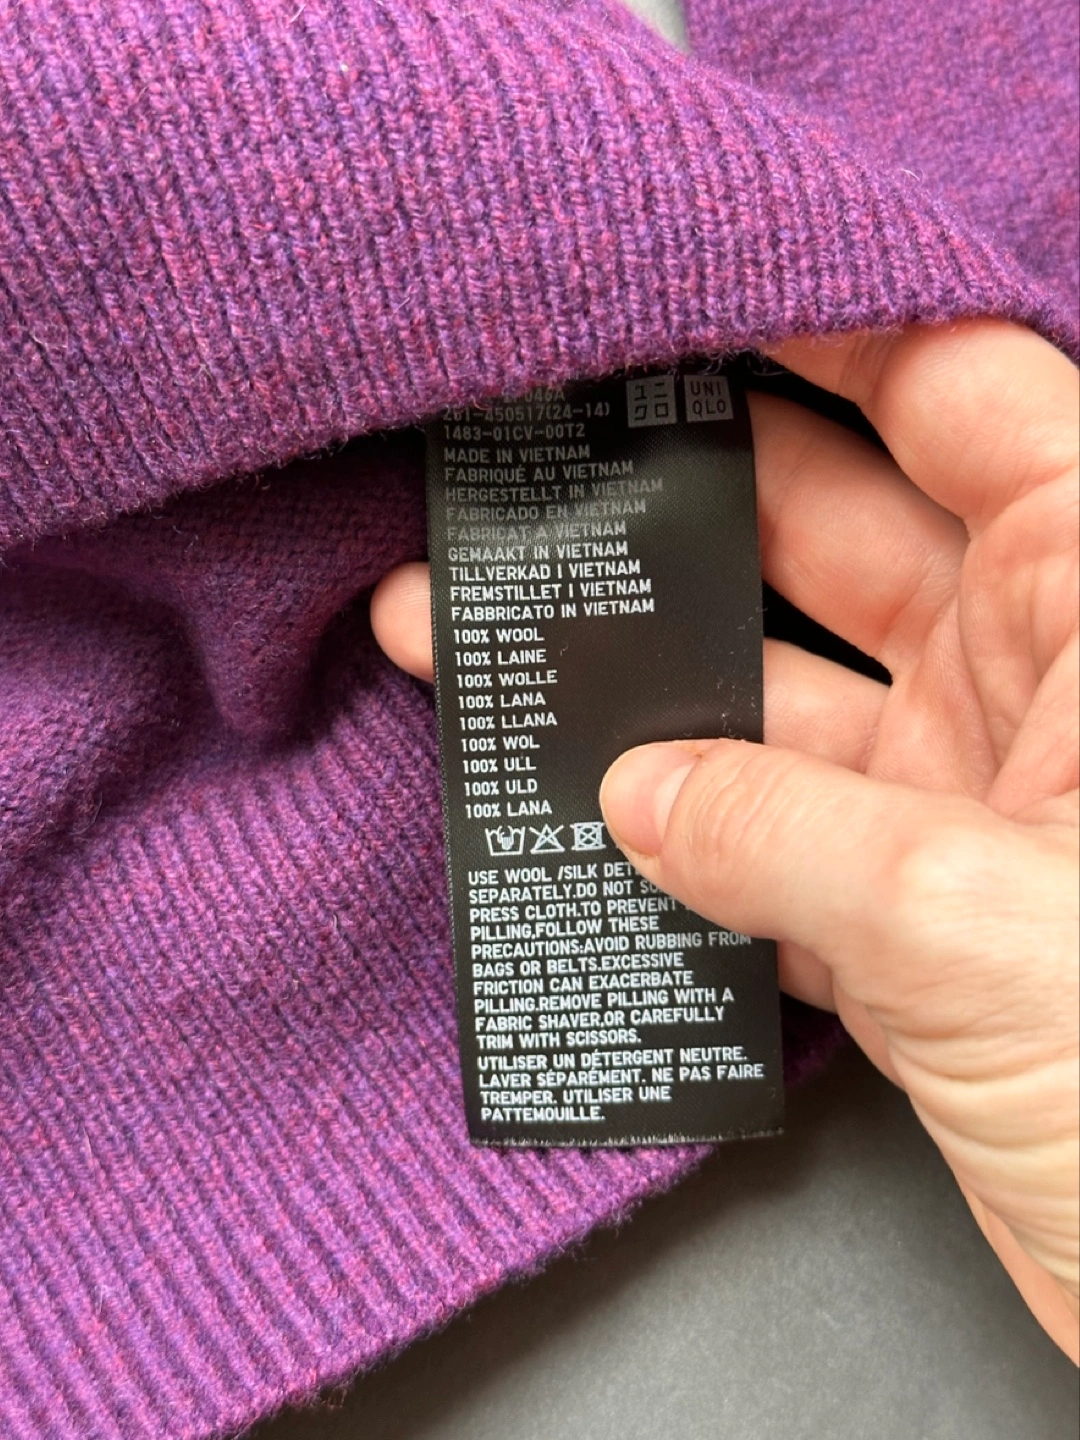 261-450517(24-14)
UNI
QLO
1483-01CV-00T2
MADE IN VIETNAM
FABRIQUÉ AU VIETNAM
HERGESTELLT IN VIETNAM
FABRICADO EN VIETNAM
FABRICAT A VIETNAM
GEMAAKT IN VIETNAM
TILLVERKAD I VIETNAM
FREMSTILLET I VIETNAM
FABBRICATO IN VIETNAM
100% WOOL
100% LAINE
100% WOLLE
100% LANA
100% LLANA
100% WOL
100% ULL
100% ULD
100% LANA
USE WOOL /SILK
SEPARATELY.DO NOT
PRESS CLOTH.TO PREVENT
PILLING,FOLLOW THESE
PRECAUTIONS:AVOID RUBBING FROM
BAGS OR BELTS.EXCESSIVE
FRICTION CAN EXACERBATE
PILLING.REMOVE PILLING WITH A
FABRIC SHAVER,OR CAREFULLY
TRIM WITH SCISSORS.
UTILISER UN DÉTERGENT NEUTRE.
LAVER SÉPARÉMENT. NE PAS FAIRE
TREMPER. UTILISER UNE
PATTEMOUILLE.